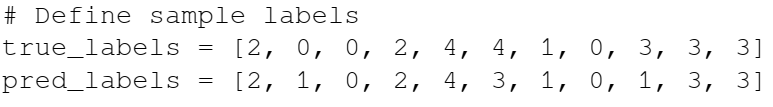 # Define sample labels
true_labels = [2, 0, 0, 2, 4, 4, 1, 0, 3, 3, 3]
pred_labels = [2, 1, 0, 2, 4, 3, 1, 0, 1, 3, 3]